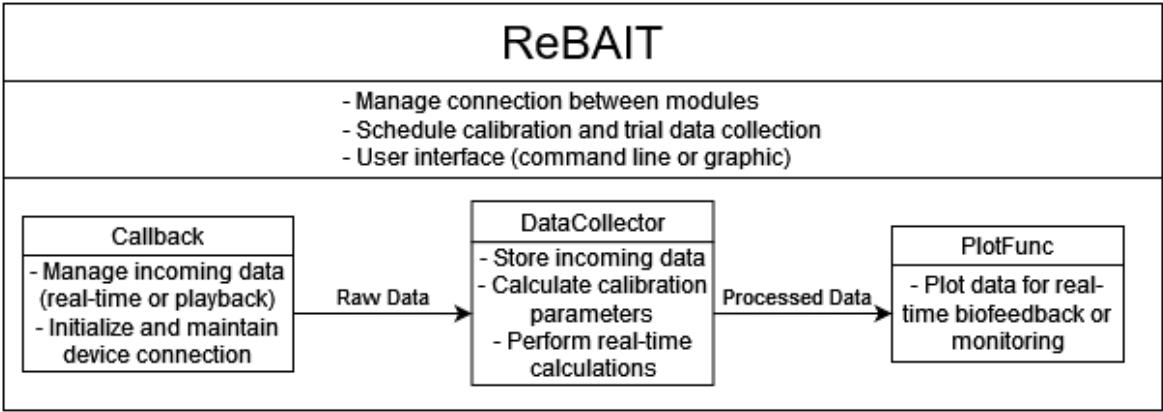 ReBAIT
- Manage connection between modules
- Schedule calibration and trial data collection
- User interface (command line or graphic)
Callback
- Manage incoming data
(real-time or playback)
- Initialize and maintain
device connection
Raw Data
DataCollector
- Store incoming data
- Calculate calibration
parameters
- Perform real-time
calculations
Processed Data
PlotFunc
- Plot data for real-
time biofeedback or
monitoring